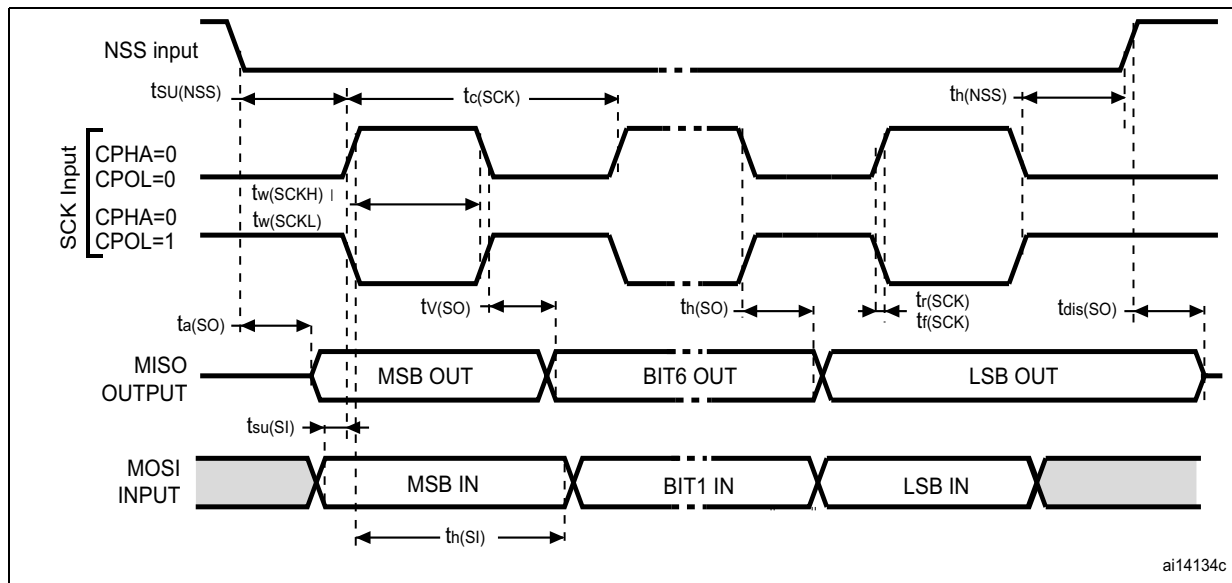 NSS input
tSU(NSS)
tc(SCK)
th(NSS)
SCK Input
CPHA=0
CPOL=0
tw(SCKH)
CPHA=0
tw(SCKL)
CPOL=1
tV(SO)
th(SO)
tr(SCK)
tf(SCK)
tdis(SO)
ta(SO)
MISO
OUTPUT
MSB OUT
BIT6 OUT
LSB OUT
tsu(SI)
MOSI
INPUT
MSB IN
BIT1 IN
LSB IN
th(SI)
ai14134c